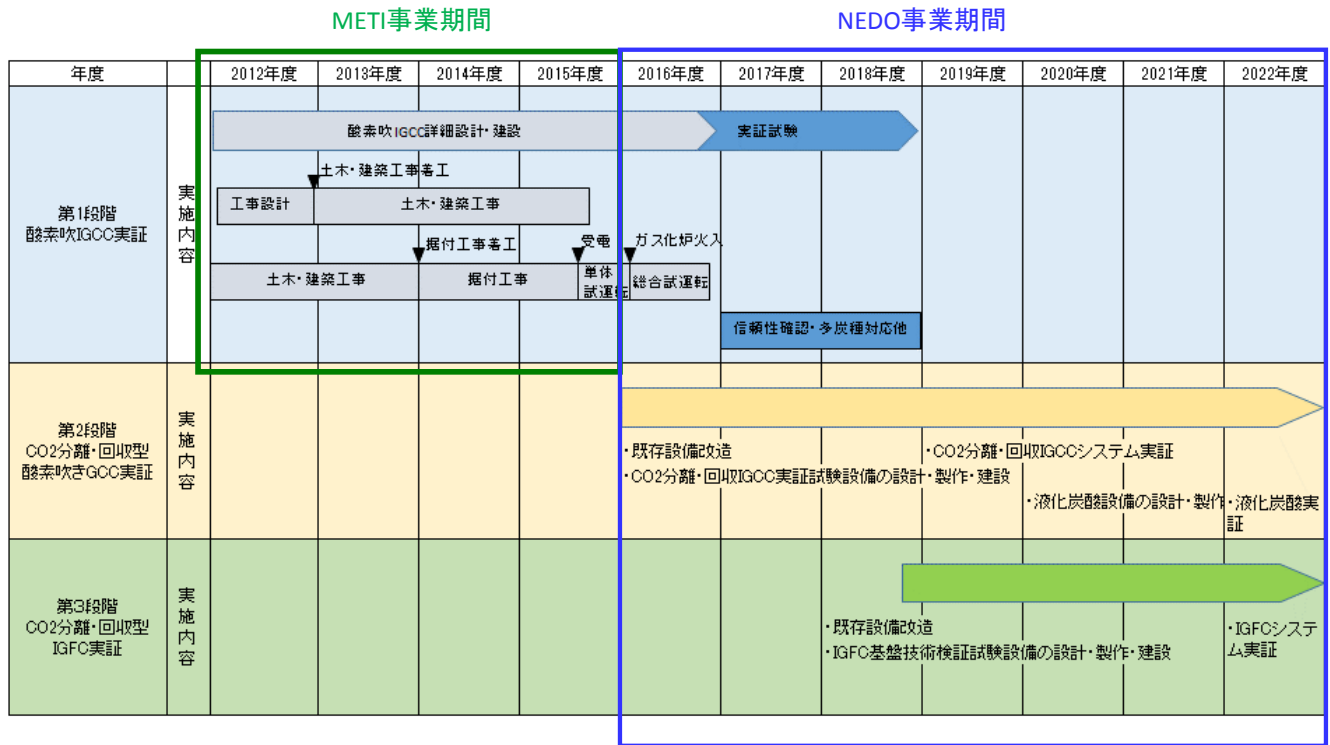 METI事業期間
NEDO事業期間
年度
2012年度
2013年度
2014年度
2015年度
2016年度
2017年度
2018年度
2019年度
2020年度
2021年度
2022年度
第1段階
酸素吹IGCC実証
実施内容
酸素吹IGCC詳細設計・建設
実証試験
土木・建築工事着工
工事設計
土木・建築工事
据付工事着工
受電
ガス化炉火入
土木・建築工事
据付工事
単体
試運転
総合試運転
信頼性確認・多炭種対応他
第2段階
CO2分離・回収型
酸素吹きGCC実証
実施内容
・既存設備改造
・CO2分離・回収IGCCシステム実証
・CO2分離・回収IGCC実証試験設備の設計・製作・建設
・液化炭酸設備の設計・製作
・液化炭酸実
証
第3段階
CO2分離・回収型
IGFC実証
実施内容
・既存設備改造
・IGFC基盤技術検証試験設備の設計・製作・建設
・IGFCシステ
ム実証